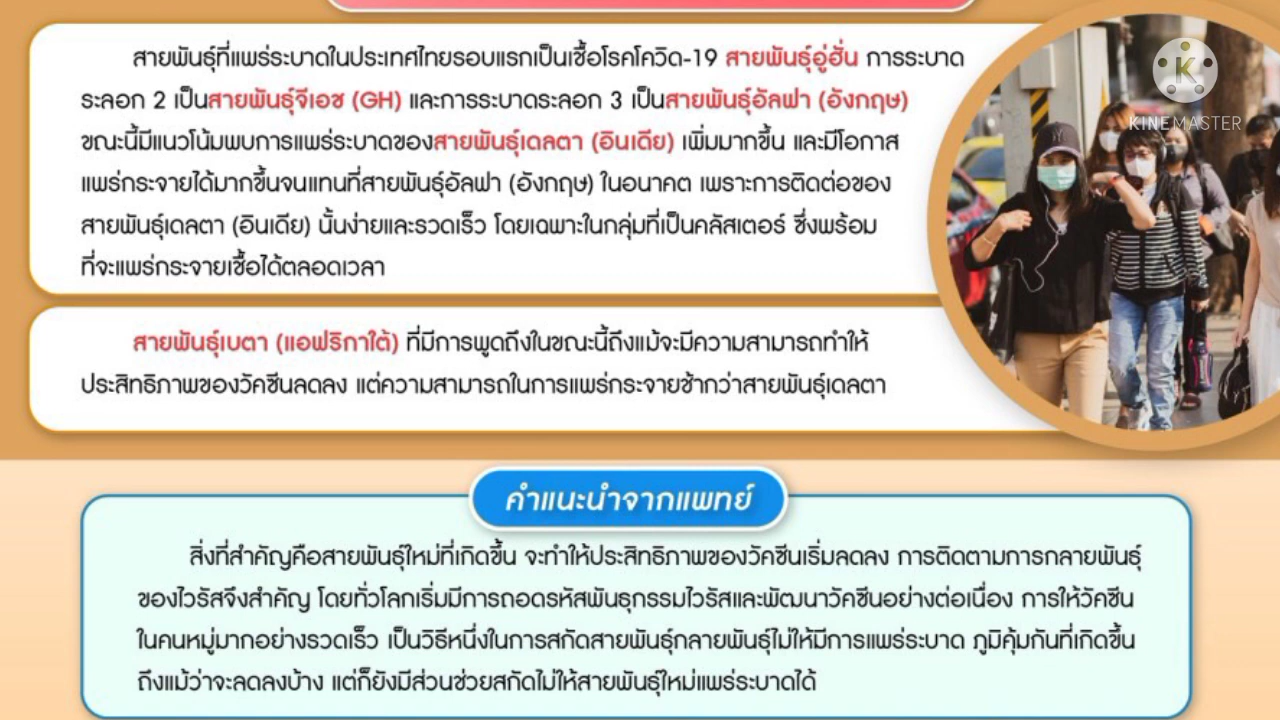 สายพันธุ์ที่แพร่ระบาดในประเทศไทยรอบแรกเป็นเชื้อโรคโควิด-19 สายพันธุ์อู่ฮั่น การระบาด
ระลอก 2 เป็นสายพันธุ์จีเอช (GH) และการระบาดระลอก 3 เป็นสายพันธุ์อัลฟา (อังกฤษ)
ขณะนี้มีแนวโน้มพบการแพร่ระบาดของสายพันธุ์เดลตา (อินเดีย) เพิ่มมากขึ้น และมีโอกาส
แพร่กระจายได้มากขึ้นจนแทนที่สายพันธุ์อัลฟา (อังกฤษ) ในอนาคต เพราะการติดต่อของ
สายพันธุ์เดลตา (อินเดีย) นั้นง่ายและรวดเร็ว โดยเฉพาะในกลุ่มที่เป็นคลัสเตอร์ ซึ่งพร้อม
ที่จะแพร่กระจายเชื้อได้ตลอดเวลา
สายพันธุ์เบตา (แอฟริกาใต้) ที่มีการพูดถึงในขณะนี้ถึงแม้จะมีความสามารถทำให้
ประสิทธิภาพของวัคซีนลดลง แต่ความสามารถในการแพร่กระจายช้ากว่าสายพันธุ์เดลตา
K
KINEMASTER
คำแนะนำจากแพทย์
สิ่งที่สำคัญคือสายพันธุ์ใหม่ที่เกิดขึ้น จะทำให้ประสิทธิภาพของวัคซีนเริ่มลดลง การติดตามการกลายพันธุ์
ของไวรัสจึงสำคัญ โดยทั่วโลกเริ่มมีการถอดรหัสพันธุกรรมไวรัสและพัฒนาวัคซีนอย่างต่อเนื่อง การให้วัคซีน
ในคนหมู่มากอย่างรวดเร็ว เป็นวิธีหนึ่งในการสกัดสายพันธุ์กลายพันธุ์ไม่ให้มีการแพร่ระบาด ภูมิคุ้มกันที่เกิดขึ้น
ถึงแม้ว่าจะลดลงบ้าง แต่ก็ยังมีส่วนช่วยสกัดไม่ให้สายพันธุ์ใหม่แพร่ระบาดได้